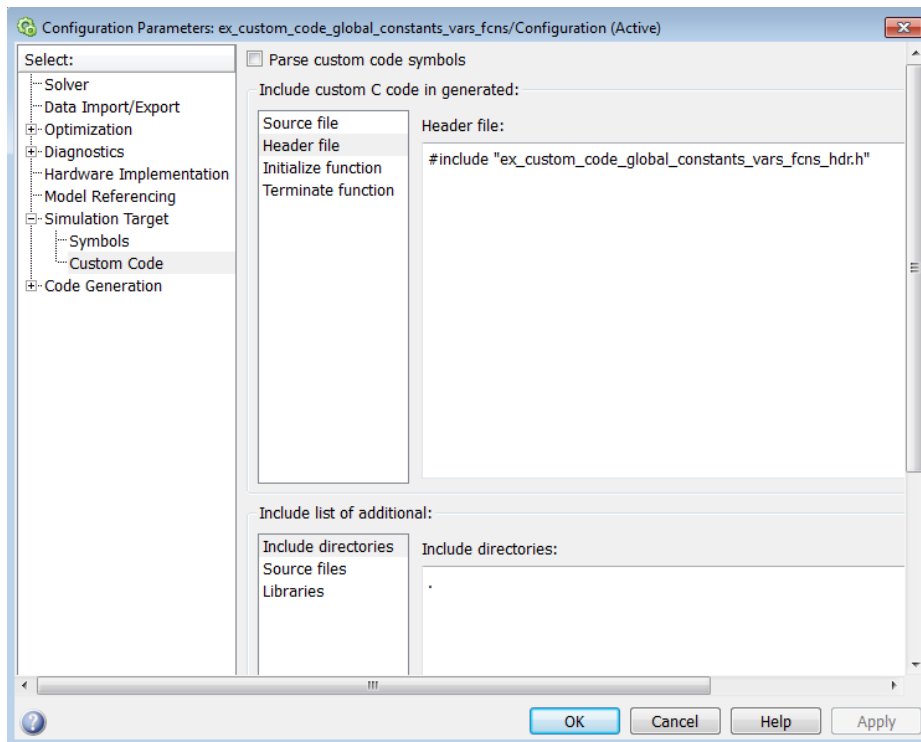 Configuration Parameters: ex_custom_code_global_constants_vars_fcns/Configuration (Active)
Select:
Solver
Data Import/Export
Optimization
Diagnostics
Hardware Implementation
Model Referencing
Simulation Target
Symbols
Custom Code
Code Generation
Parse custom code symbols
Include custom C code in generated:
Source file
Header file
Initialize function
Terminate function
Header file:
#include "ex_custom_code_global_constants_vars_fcns_hdr.h"
Include list of additional:
Include directories
Source files
Libraries
Include directories:
.
OK
Cancel
Help
Apply